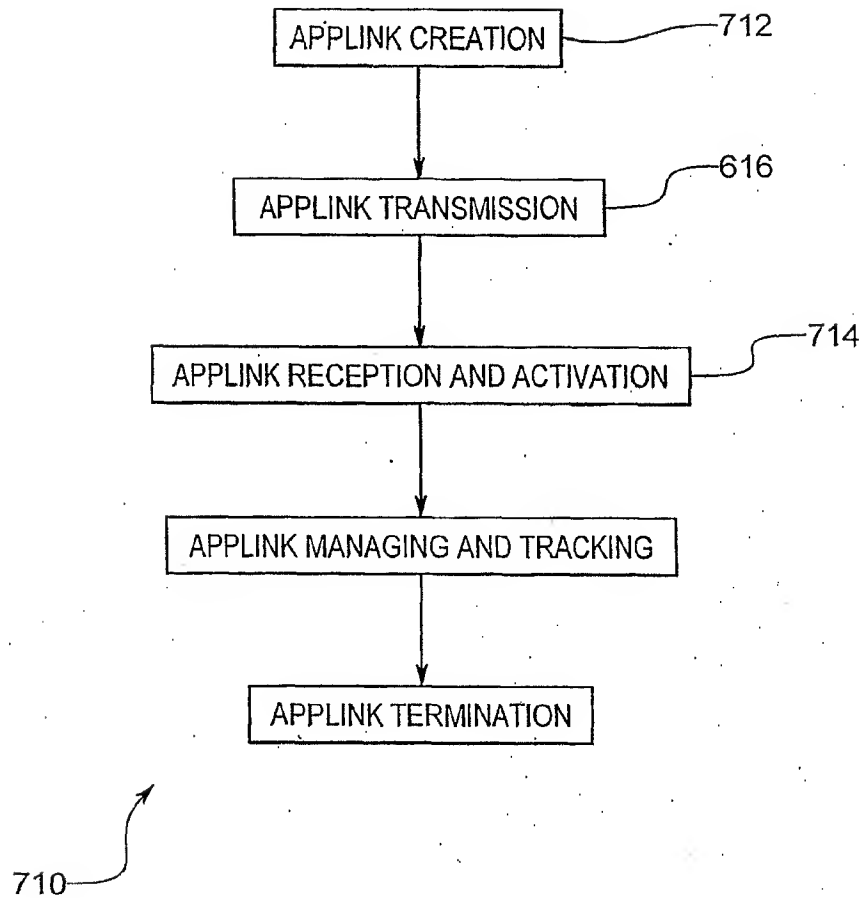 APPLINK CREATION
712
APPLINK TRANSMISSION
616
APPLINK RECEPTION AND ACTIVATION
714
APPLINK MANAGING AND TRACKING
APPLINK TERMINATION
710